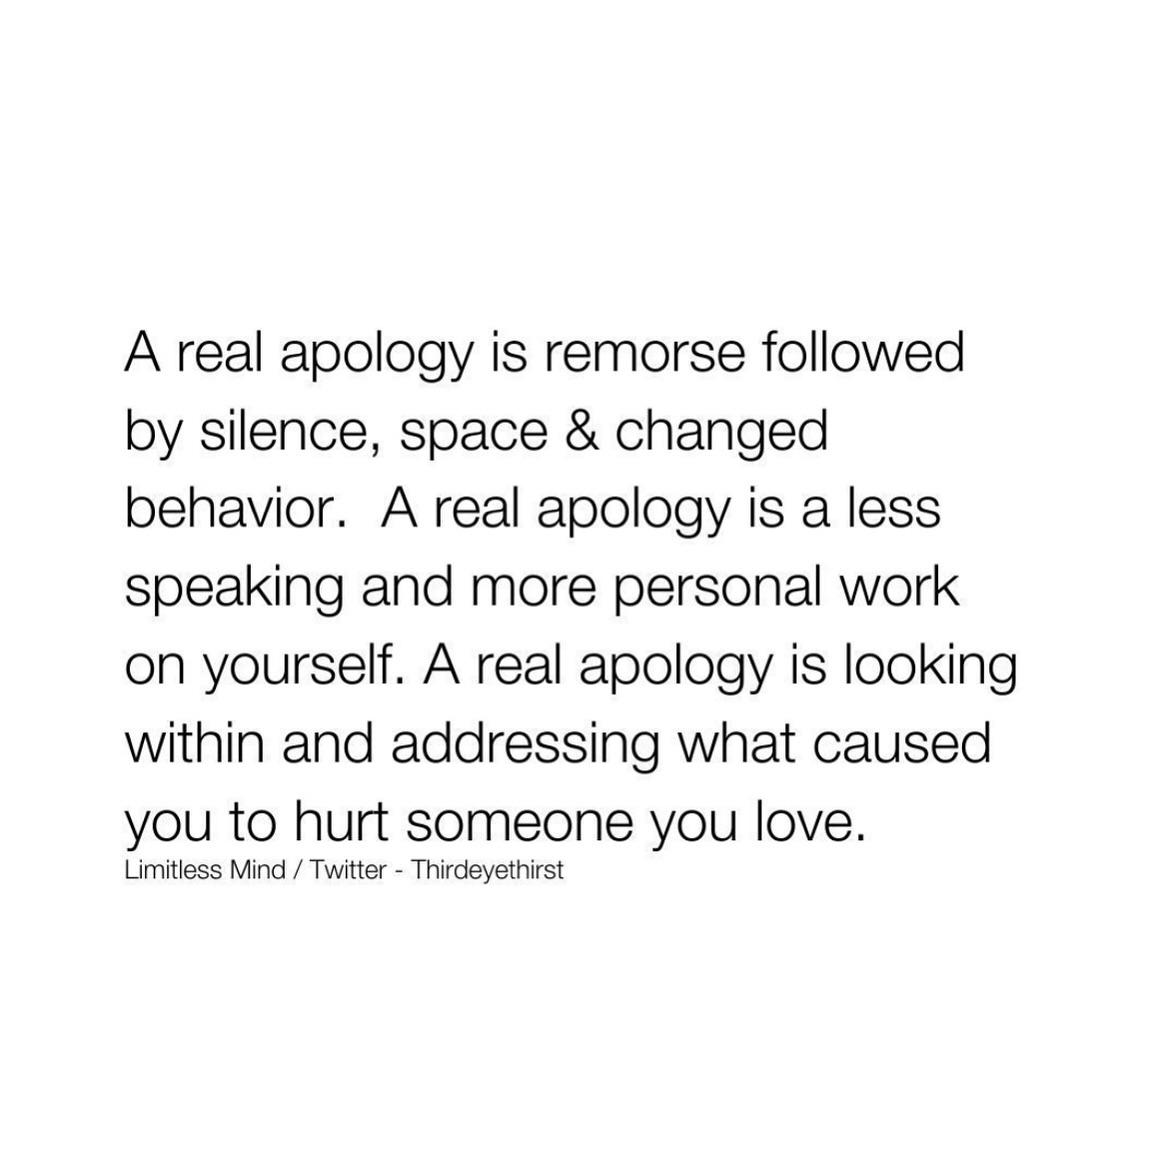 A real apology is remorse followed
by silence, space & changed
behavior.  A real apology is a less
speaking and more personal work
on yourself. A real apology is looking
within and addressing what caused
you to hurt someone you love.
Limitless Mind / Twitter - Thirdeyethirst